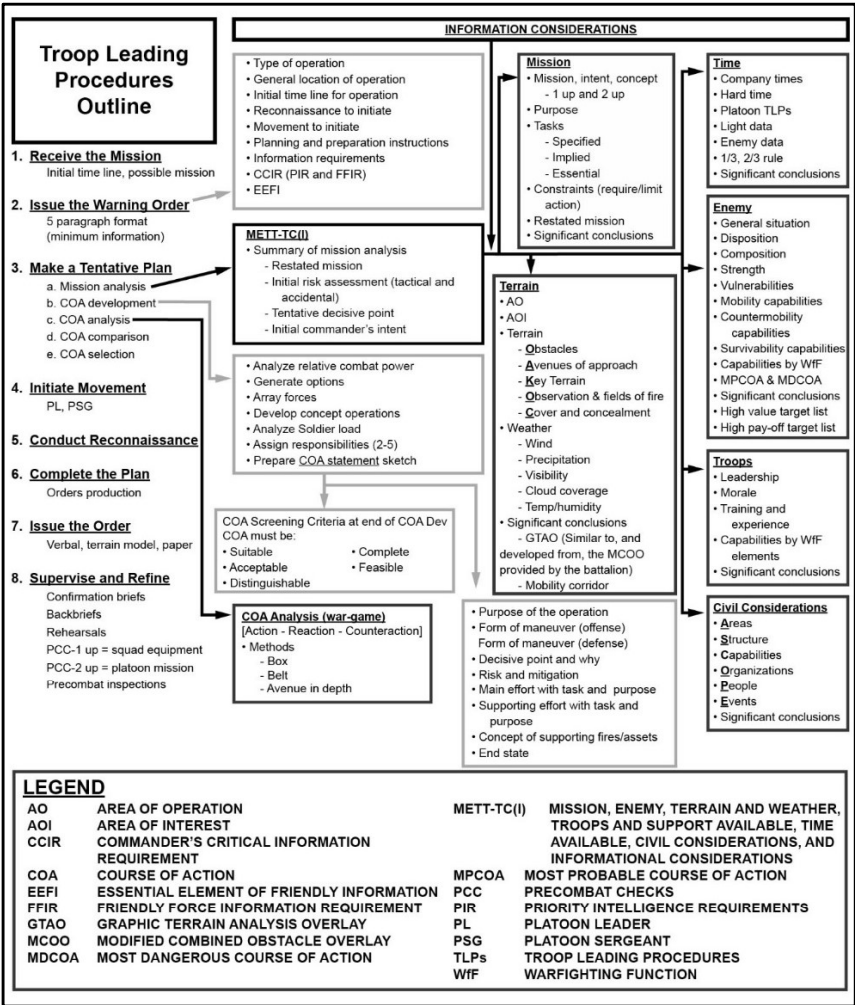 Troop Leading
Procedures
Outline
1. Receive the Mission
Initial time line, possible mission
2. Issue the Warning Order
5 paragraph format
(minimum information)
3. Make a Tentative Plan
a. Mission analysis
b. COA development
c. COA analysis
d. COA comparison
e. COA selection
4. Initiate Movement
PL, PSG
5. Conduct Reconnaissance
6. Complete the Plan
Orders production
7. Issue the Order
Verbal, terrain model, paper
8. Supervise and Refine
Confirmation briefs
Backbriefs
Rehearsals
PCC-1 up = squad equipment
PCC-2 up = platoon mission
Precombat inspections
INFORMATION CONSIDERATIONS
• Type of operation
• General location of operation
• Initial time line for operation
• Reconnaissance to initiate
• Movement to initiate
• Planning and preparation instructions
• Information requirements
• CCIR (PIR and FFIR)
• EEFI
METT-TC(I)
• Summary of mission analysis
- Restated mission
- Initial risk assessment (tactical and
accidental)
- Tentative decisive point
- Initial commander's intent
• Analyze relative combat power
• Generate options
• Array forces
• Develop concept operations
• Analyze Soldier load
• Assign responsibilities (2-5)
• Prepare COA statement sketch
COA Screening Criteria at end of COA Dev
COA must be:
• Suitable • Complete
• Acceptable • Feasible
• Distinguishable
COA Analysis (war-game)
[Action - Reaction - Counteraction]
• Methods
- Box
- Belt
- Avenue in depth
Mission
• Mission, intent, concept
- 1 up and 2 up
• Purpose
• Tasks
- Specified
- Implied
- Essential
• Constraints (require/limit
action)
• Restated mission
• Significant conclusions
Terrain
• AO
• AOI
• Terrain
- Obstacles
- Avenues of approach
- Key Terrain
- Observation & fields of fire
- Cover and concealment
• Weather
- Wind
- Precipitation
- Visibility
- Cloud coverage
- Temp/humidity
• Significant conclusions
- GTAO (Similar to, and
developed from, the MCOO
provided by the battalion)
- Mobility corridor
• Purpose of the operation
• Form of maneuver (offense)
Form of maneuver (defense)
• Decisive point and why
• Risk and mitigation
• Main effort with task and purpose
• Supporting effort with task and
purpose
• Concept of supporting fires/assets
• End state
Time
• Company times
• Hard time
• Platoon TLPs
• Light data
• Enemy data
• 1/3, 2/3 rule
• Significant conclusions
Enemy
• General situation
• Disposition
• Composition
• Strength
• Vulnerabilities
• Mobility capabilities
• Countermobility
capabilities
• Survivability capabilities
• Capabilities by WfF
• MPCOA & MDCOA
• Significant conclusions
• High value target list
• High pay-off target list
Troops
• Leadership
• Morale
• Training and
experience
• Capabilities by WfF
elements
• Significant conclusions
Civil Considerations
• Areas
• Structure
• Capabilities
• Organizations
• People
• Events
• Significant conclusions
LEGEND
AO AREA OF OPERATION
AOI AREA OF INTEREST
CCIR COMMANDER'S CRITICAL INFORMATION
REQUIREMENT
COA COURSE OF ACTION
EEFI ESSENTIAL ELEMENT OF FRIENDLY INFORMATION
FFIR FRIENDLY FORCE INFORMATION REQUIREMENT
GTAO GRAPHIC TERRAIN ANALYSIS OVERLAY
MCOO MODIFIED COMBINED OBSTACLE OVERLAY
MDCOA MOST DANGEROUS COURSE OF ACTION
METT-TC(I) MISSION, ENEMY, TERRAIN AND WEATHER,
TROOPS AND SUPPORT AVAILABLE, TIME
AVAILABLE, CIVIL CONSIDERATIONS, AND
INFORMATIONAL CONSIDERATIONS
MPCOA MOST PROBABLE COURSE OF ACTION
PCC PRECOMBAT CHECKS
PIR PRIORITY INTELLIGENCE REQUIREMENTS
PL PLATOON LEADER
PSG PLATOON SERGEANT
TLPs TROOP LEADING PROCEDURES
WfF WARFIGHTING FUNCTION